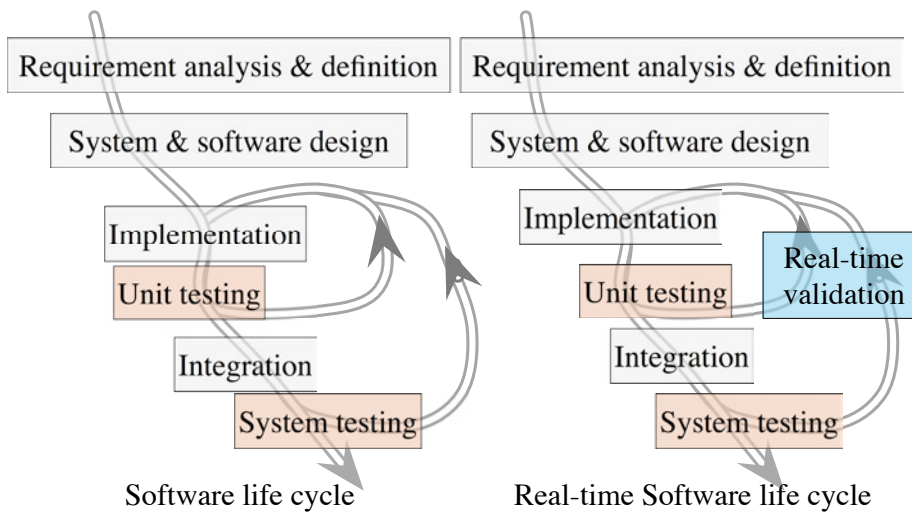 Requirement analysis & definition
System & software design
Implementation
Unit testing
Integration
System testing
Software life cycle
Requirement analysis & definition
System & software design
Implementation
Unit testing
Real-time
validation
Integration
System testing
Real-time Software life cycle